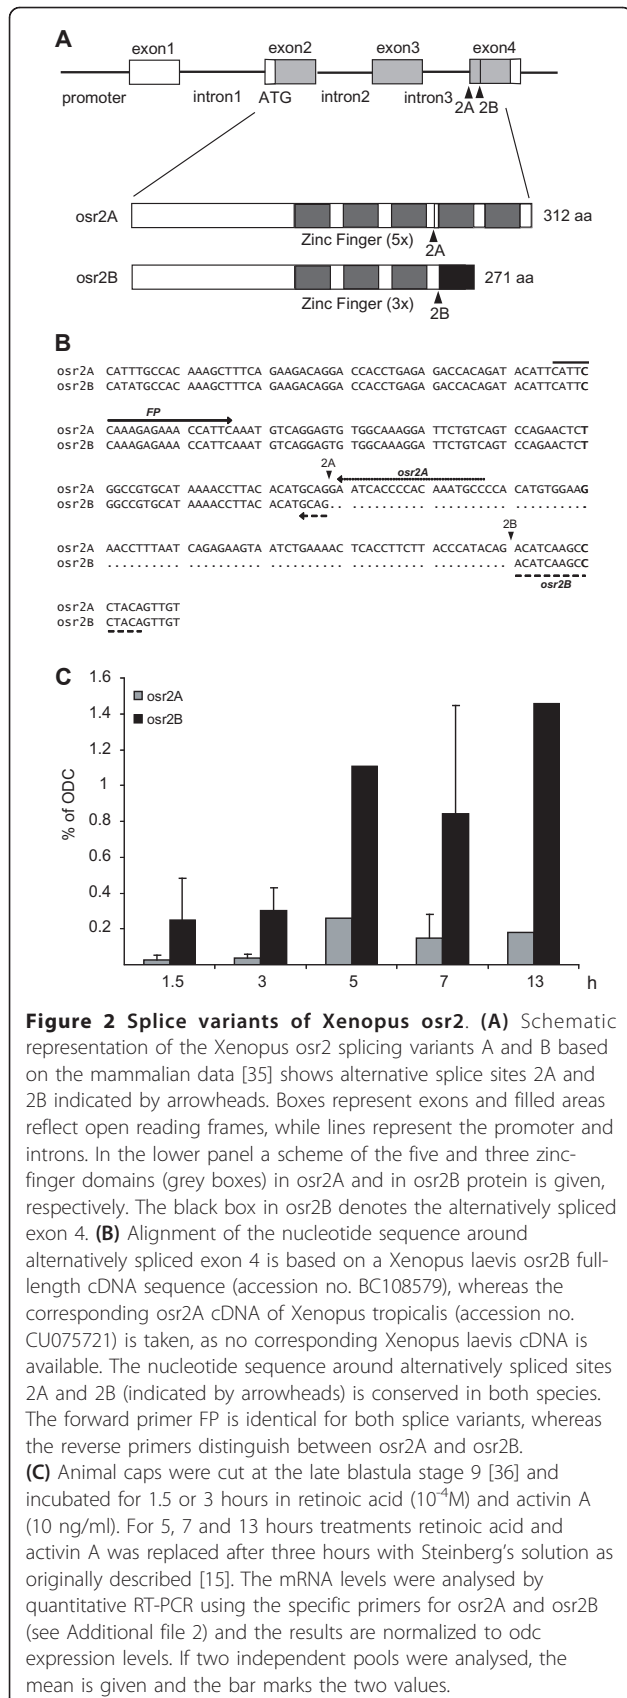 A
exon1 exon2 exon3 exon4
promoter intron1 ATG intron2 intron3 2A 2B
osr2A 312 aa
Zinc Finger (5x) 2A
osr2B 271 aa
Zinc Finger (3x) 2B
B
osr2A CATTTGCCAC AAAGCTTTCA GAAGACAGGA CCACCTGAGA GACCACAGAT ACATTCATTC
osr2B CATATGCCAC AAAGCTTTCA GAAGACAGGA CCACCTGAGA GACCACAGAT ACATTCATTC
FP
osr2A CAAAGAGAAA CCATTCAAAT GTCAGGAGTG TGGCAAAGGA TTCTGTCAGT CCAGAACTCT
osr2B CAAAGAGAAA CCATTCAAAT GTCAGGAGTG TGGCAAAGGA TTCTGTCAGT CCAGAACTCT
2A osr2A
osr2A GGCCGTGCAT AAAACCTTAC ACATGCAGGA ATCACCCCAC AAATGCCCCA CATGTGGAAG
osr2B GGCCGTGCAT AAAACCTTAC ACATGCAG.. .......... .......... ..........
2B
osr2A AACCTTTAAT CAGAGAAGTA ATCTGAAAAC TCACCTTCTT ACCCATACAG ACATCAAGCC
osr2B .......... .......... .......... .......... .......... ACATCAAGCC
osr2B
osr2A CTACAGTTGT
osr2B CTACAGTTGT
C
1.6
osr2A
1.4
osr2B
1.2
1.0
0.8
0.6
0.4
0.2
% of ODC
1.5 3 5 7 13 h
Figure 2 Splice variants of Xenopus osr2. (A) Schematic
representation of the Xenopus osr2 splicing variants A and B based
on the mammalian data [35] shows alternative splice sites 2A and
2B indicated by arrowheads. Boxes represent exons and filled areas
reflect open reading frames, while lines represent the promoter and
introns. In the lower panel a scheme of the five and three zinc-
finger domains (grey boxes) in osr2A and in osr2B protein is given,
respectively. The black box in osr2B denotes the alternatively spliced
exon 4. (B) Alignment of the nucleotide sequence around
alternatively spliced exon 4 is based on a Xenopus laevis osr2B full-
length cDNA sequence (accession no. BC108579), whereas the
corresponding osr2A cDNA of Xenopus tropicalis (accession no.
CU075721) is taken, as no corresponding Xenopus laevis cDNA is
available. The nucleotide sequence around alternatively spliced sites
2A and 2B (indicated by arrowheads) is conserved in both species.
The forward primer FP is identical for both splice variants, whereas
the reverse primers distinguish between osr2A and osr2B.
(C) Animal caps were cut at the late blastula stage 9 [36] and
incubated for 1.5 or 3 hours in retinoic acid (10⁻⁴M) and activin A
(10 ng/ml). For 5, 7 and 13 hours treatments retinoic acid and
activin A was replaced after three hours with Steinberg's solution as
originally described [15]. The mRNA levels were analysed by
quantitative RT-PCR using the specific primers for osr2A and osr2B
(see Additional file 2) and the results are normalized to odc
expression levels. If two independent pools were analysed, the
mean is given and the bar marks the two values.